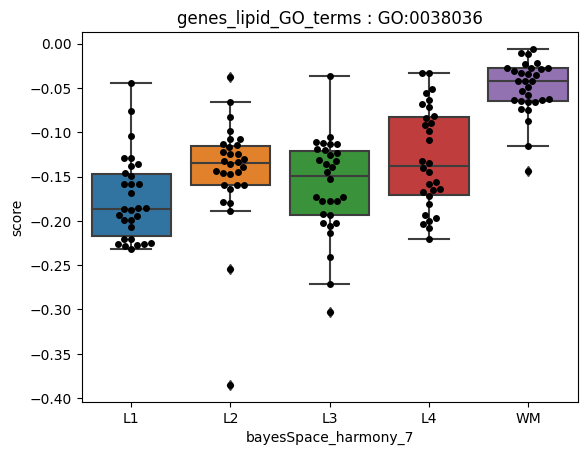 genes_lipid_GO_terms : GO:0038036
0.00
−0.05
−0.10
−0.15
−0.20
−0.25
−0.30
−0.35
−0.40
score
L1 L2 L3 L4 WM
bayesSpace_harmony_7